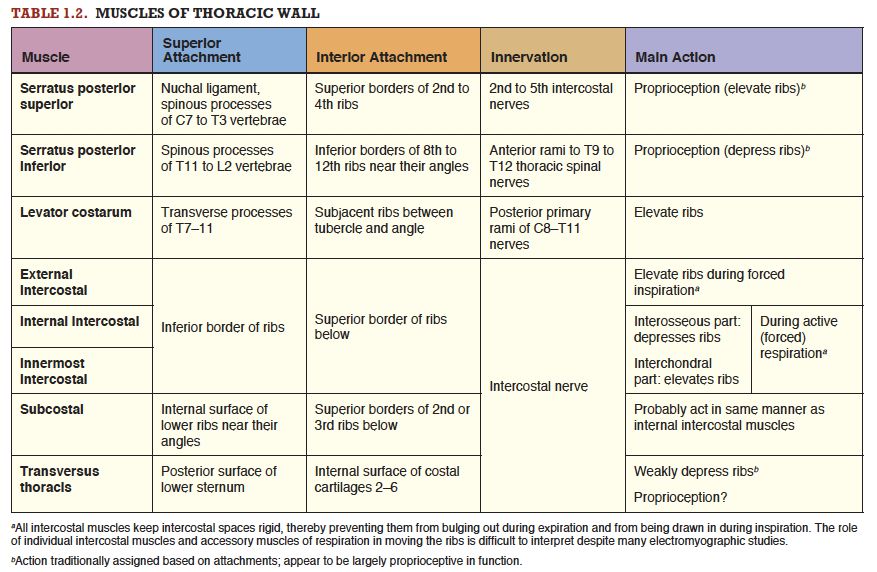 TABLE 1.2. MUSCLES OF THORACIC WALL
Muscle
Superior
Attachment
Interior Attachment
Innervation
Main Action
Serratus posterior
superior
Nuchal ligament,
spinous processes
of C7 to T3 vertebrae
Superior borders of 2nd to
4th ribs
2nd to 5th intercostal
nerves
Proprioception (elevate ribs)b
Serratus posterior
inferior
Spinous processes
of T11 to L2 vertebrae
Inferior borders of 8th to
12th ribs near their angles
Anterior rami to T9 to
T12 thoracic spinal
nerves
Proprioception (depress ribs)b
Levator costarum
Transverse processes
of T7–11
Subjacent ribs between
tubercle and angle
Posterior primary
rami of C8–T11
nerves
Elevate ribs
External
Intercostal
Inferior border of ribs
Superior border of ribs
below
Intercostal nerve
Elevate ribs during forced
inspirationa
Internal Intercostal
Interosseous part:
depresses ribs
Interchondral
part: elevates ribs
During active
(forced)
respirationa
Innermost
Intercostal
Subcostal
Internal surface of
lower ribs near their
angles
Superior borders of 2nd or
3rd ribs below
Probably act in same manner as
internal intercostal muscles
Transversus
thoracis
Posterior surface of
lower sternum
Internal surface of costal
cartilages 2–6
Weakly depress ribsb
Proprioception?
aAll intercostal muscles keep intercostal spaces rigid, thereby preventing them from bulging out during expiration and from being drawn in during inspiration. The role
of individual intercostal muscles and accessory muscles of respiration in moving the ribs is difficult to interpret despite many electromyographic studies.
bAction traditionally assigned based on attachments; appear to be largely proprioceptive in function.